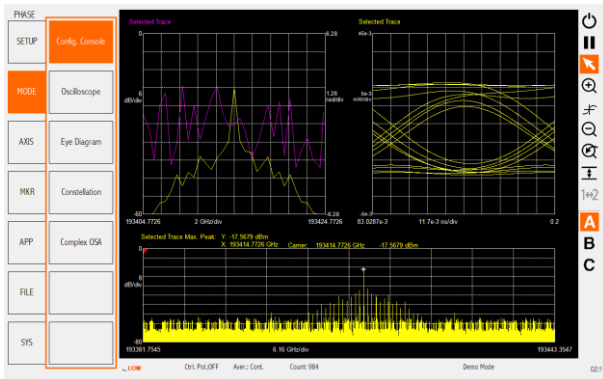 PHASE
SETUP
Config. Console
MODE
Oscilloscope
AXIS
Eye Diagram
MKR
Constellation
APP
Complex OSA
FILE
SYS
Selected Trace
0
6.28
6
dB/div
1.26
rad/div
-60
-6.28
193404.7726
2 GHz/div
193424.7726
Selected Trace
45e-3
5e-3
mW/div
-5e-3
83.0287e-3
11.7e-3 ns/div
0.2
Selected Trace Max. Peak: Y: -17.5679 dBm
X: 193414.7726 GHz Carrier: 193414.7726 GHz -17.5679 dBm
0
8
dB/div
-80
193381.7545
6.16 GHz/div
193443.3547
LOW
Ctrl. Pol.:OFF
Aver.: Cont.
Count: 984
Demo Mode
02:1
1⇔2
A
B
C